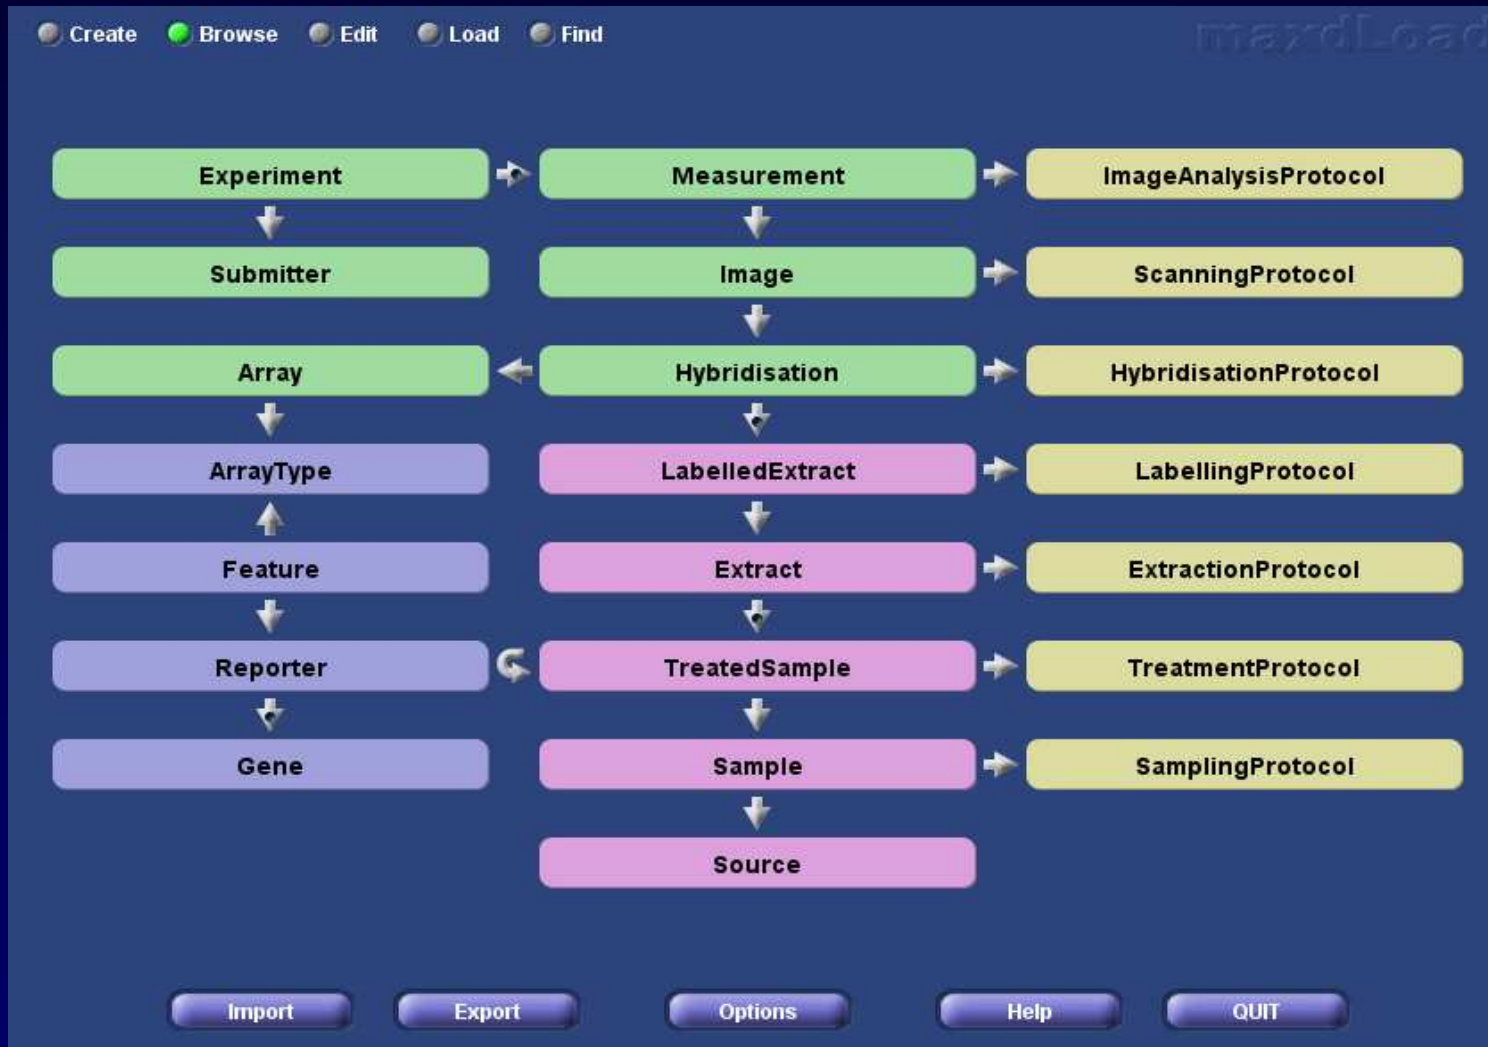 Create Browse Edit Load Find
maxdLoad
Experiment Measurement ImageAnalysisProtocol
Submitter Image ScanningProtocol
Array Hybridisation HybridisationProtocol
ArrayType LabelledExtract LabellingProtocol
Feature Extract ExtractionProtocol
Reporter TreatedSample TreatmentProtocol
Gene Sample SamplingProtocol
Source
Import Export Options Help QUIT